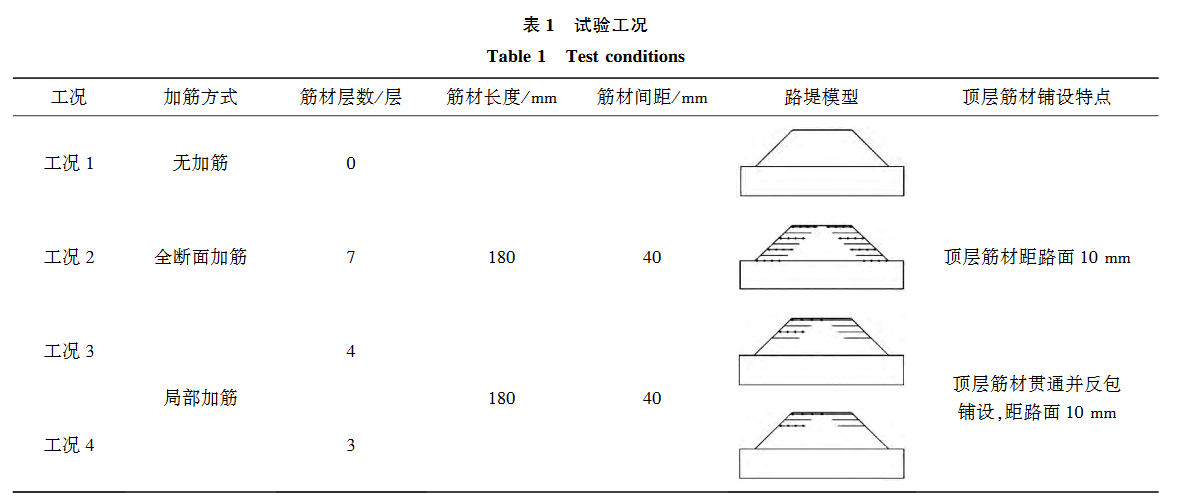 表 1 试验工况
Table 1 Test conditions
工况 加筋方式 筋材层数/层 筋材长度/mm 筋材间距/mm 路堤模型 顶层筋材铺设特点
工况 1 无加筋 0
工况 2 全断面加筋 7 180 40 顶层筋材距路面 10 mm
工况 3 4
局部加筋 180 40 顶层筋材贯通并反包
铺设,距路面 10 mm
工况 4 3